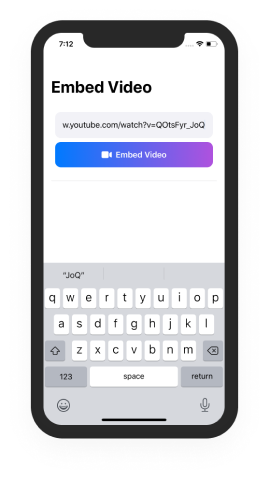 7:12
Embed Video
w.youtube.com/watch?v=QOtsFyr_JoQ
Embed Video
“JoQ”
q w e r t y u i o p
a s d f g h j k l
z x c v b n m
123 space return